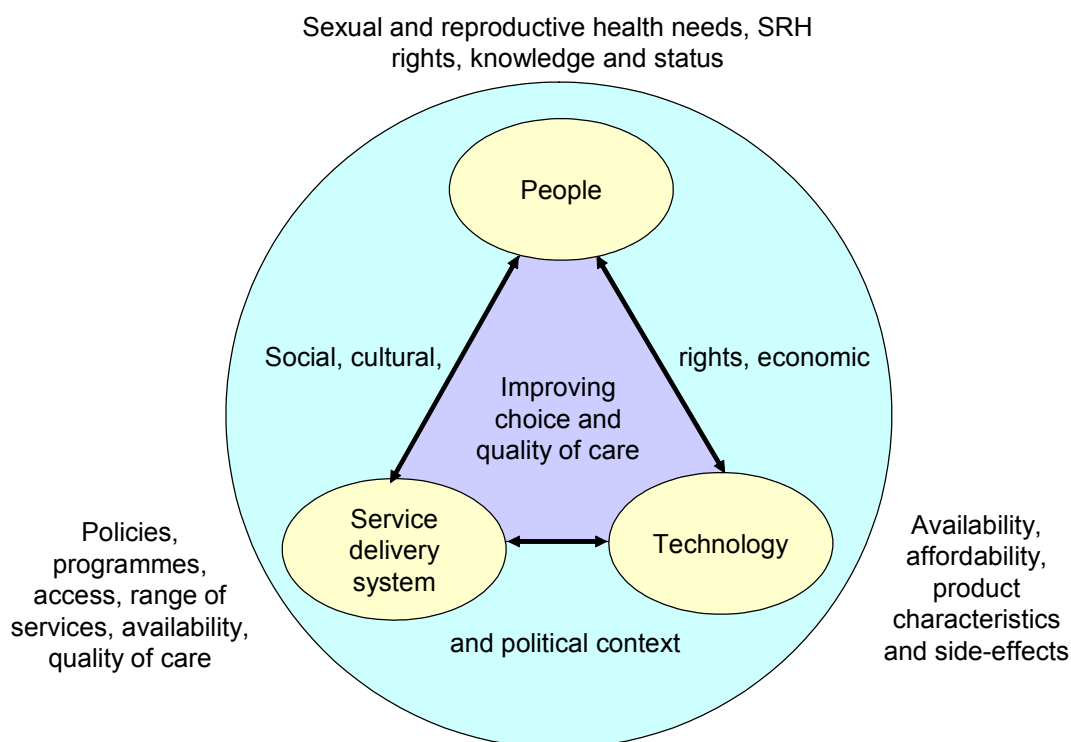 Sexual and reproductive health needs, SRH
rights, knowledge and status
People
Social, cultural,
rights, economic
Improving
choice and
quality of care
Service
delivery
system
Technology
Policies,
programmes,
access, range of
services, availability,
quality of care
Availability,
affordability,
product
characteristics
and side-effects
and political context